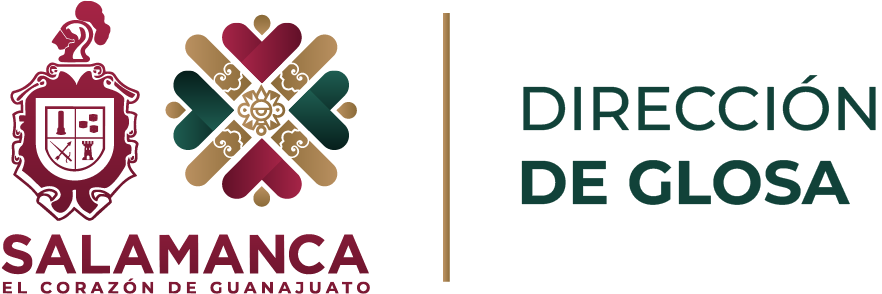 SALAMANCA
EL CORAZÓN DE GUANAJUATO
DIRECCIÓN
DE GLOSA